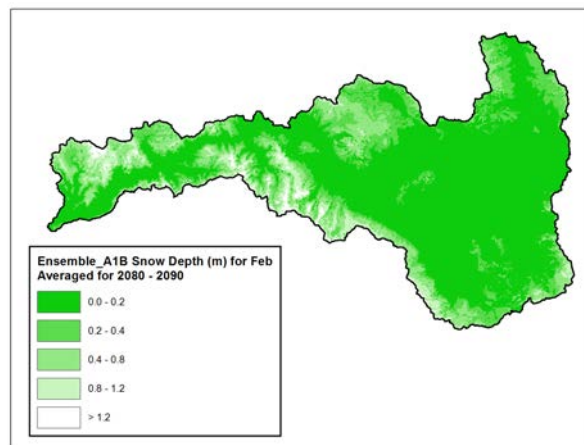 Ensemble_A1B Snow Depth (m) for Feb
Averaged for 2080 - 2090
0.0 - 0.2
0.2 - 0.4
0.4 - 0.8
0.8 - 1.2
> 1.2